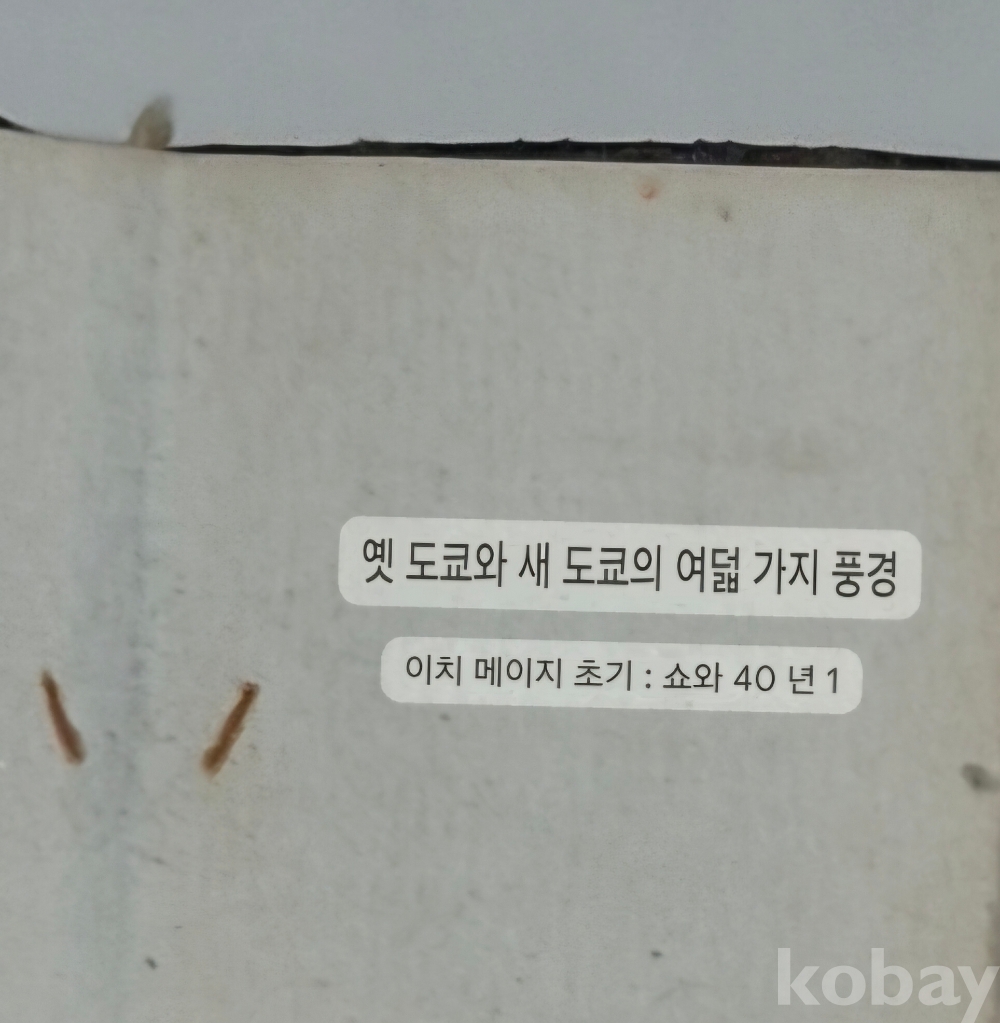 옛 도쿄와 새 도쿄의 여덟 가지 풍경
이치 메이지 초기 : 쇼와 40 년 1
kobay